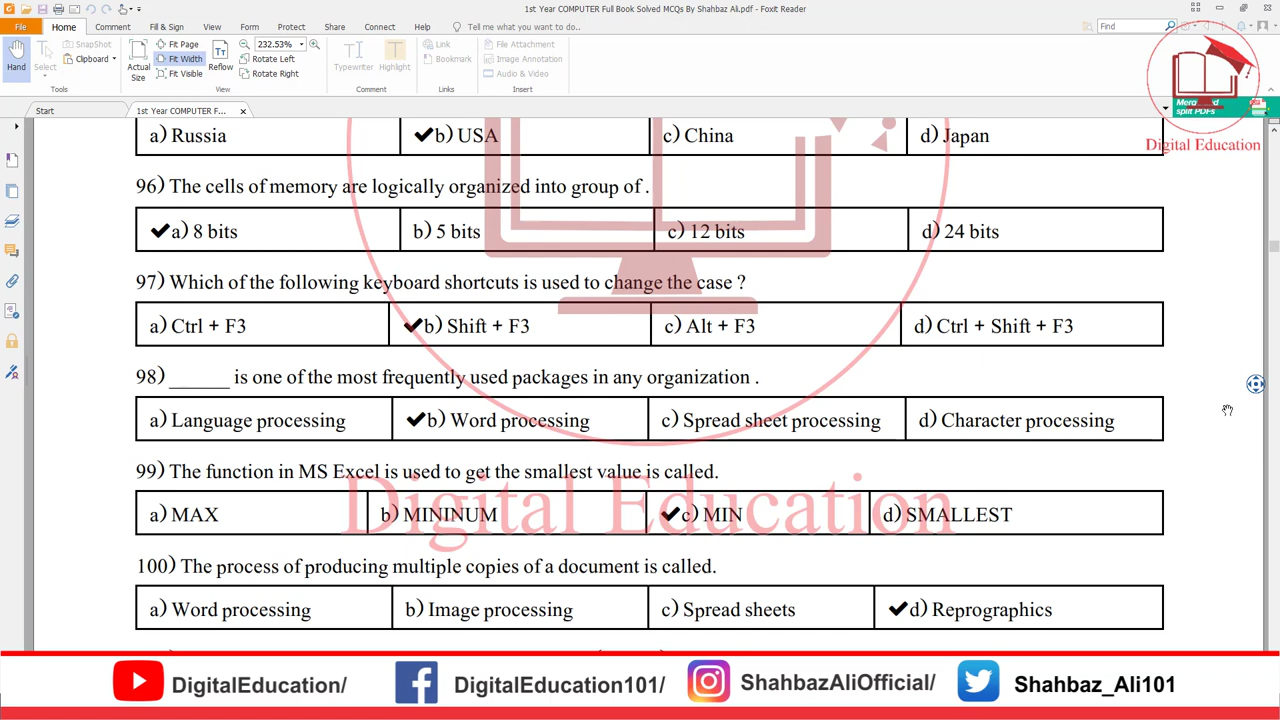 1st Year COMPUTER Full Book Solved MCQs By Shahbaz Ali.pdf - Foxit Reader
File Home Comment View Form Protect Share Connect Help Tell me what you want to do... Find
Hand
SnapShot
Select
Clipboard
Tools
Actual Size
Fit Page
Fit Width
Fit Visible
Reflow
232.53%
Rotate Left
Rotate Right
View
Typewriter
Highlight
Comment
Link
Bookmark
Links
File Attachment
Image Annotation
Audio & Video
Insert
Start 1st Year COMPUTER F...
split PDFs
Digital Education
a) Russia ✔b) USA c) China d) Japan
96) The cells of memory are logically organized into group of .
✔a) 8 bits b) 5 bits c) 12 bits d) 24 bits
97) Which of the following keyboard shortcuts is used to change the case ?
a) Ctrl + F3 ✔b) Shift + F3 c) Alt + F3 d) Ctrl + Shift + F3
98) ______ is one of the most frequently used packages in any organization .
a) Language processing ✔b) Word processing c) Spread sheet processing d) Character processing
99) The function in MS Excel is used to get the smallest value is called.
a) MAX b) MININUM ✔c) MIN d) SMALLEST
Digital Education
100) The process of producing multiple copies of a document is called.
a) Word processing b) Image processing c) Spread sheets ✔d) Reprographics
DigitalEducation/ DigitalEducation101/ ShahbazAliOfficial/ Shahbaz_Ali101